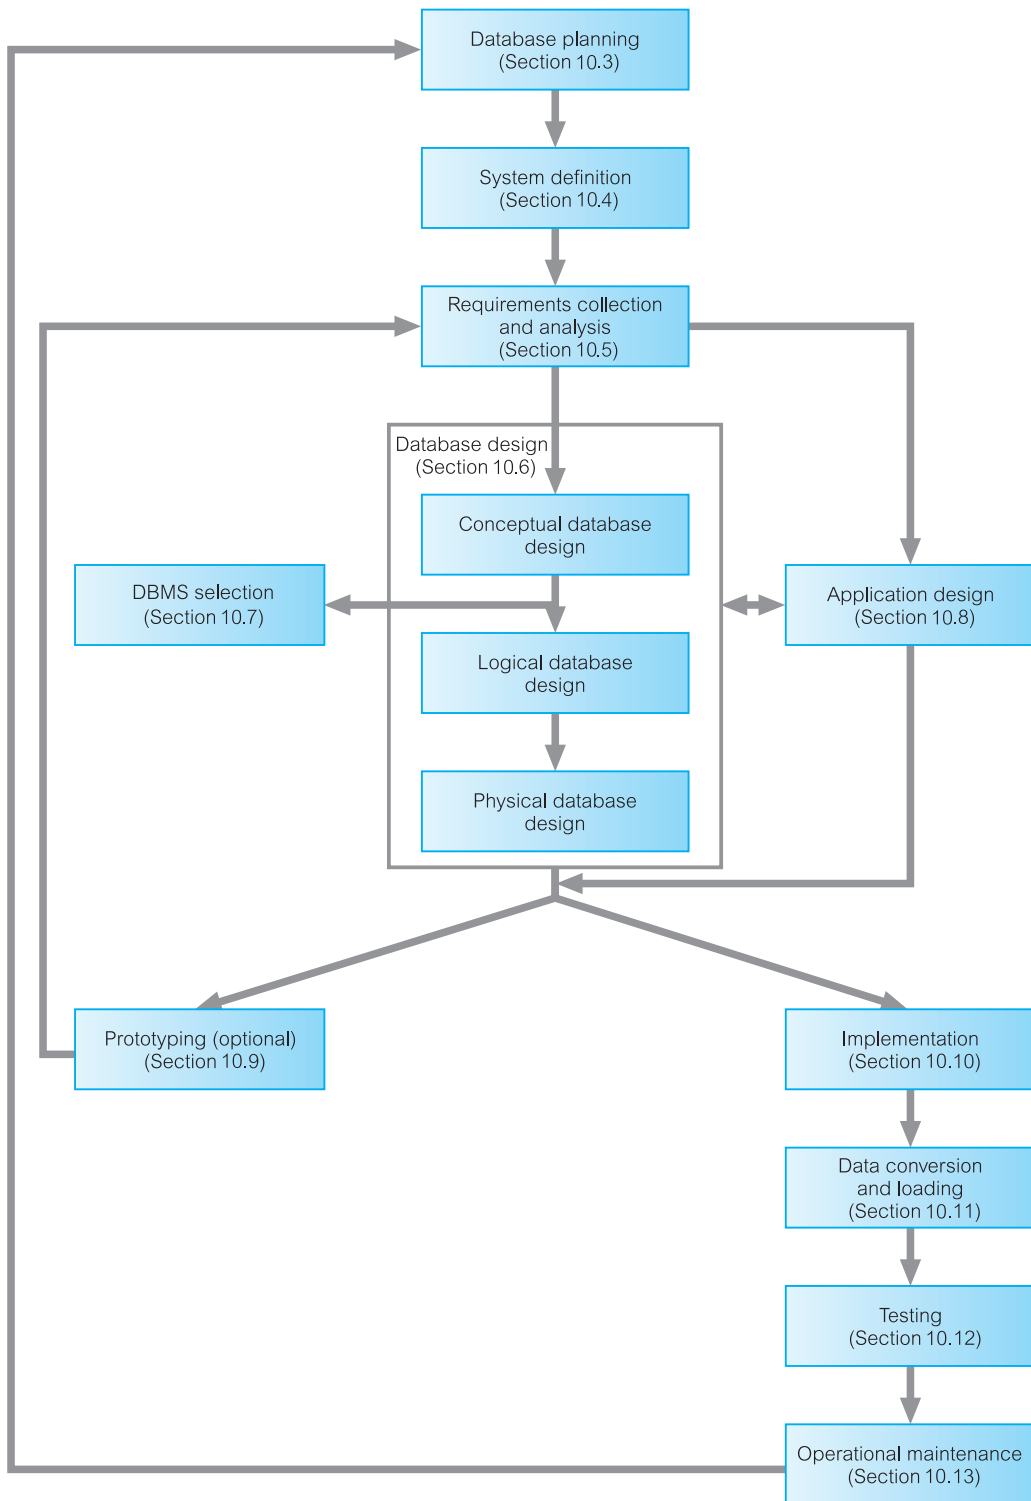 Database planning
(Section 10.3)
System definition
(Section 10.4)
Requirements collection
and analysis
(Section 10.5)
Database design
(Section 10.6)
Conceptual database
design
DBMS selection
(Section 10.7)
Application design
(Section 10.8)
Logical database
design
Physical database
design
Prototyping (optional)
(Section 10.9)
Implementation
(Section 10.10)
Data conversion
and loading
(Section 10.11)
Testing
(Section 10.12)
Operational maintenance
(Section 10.13)